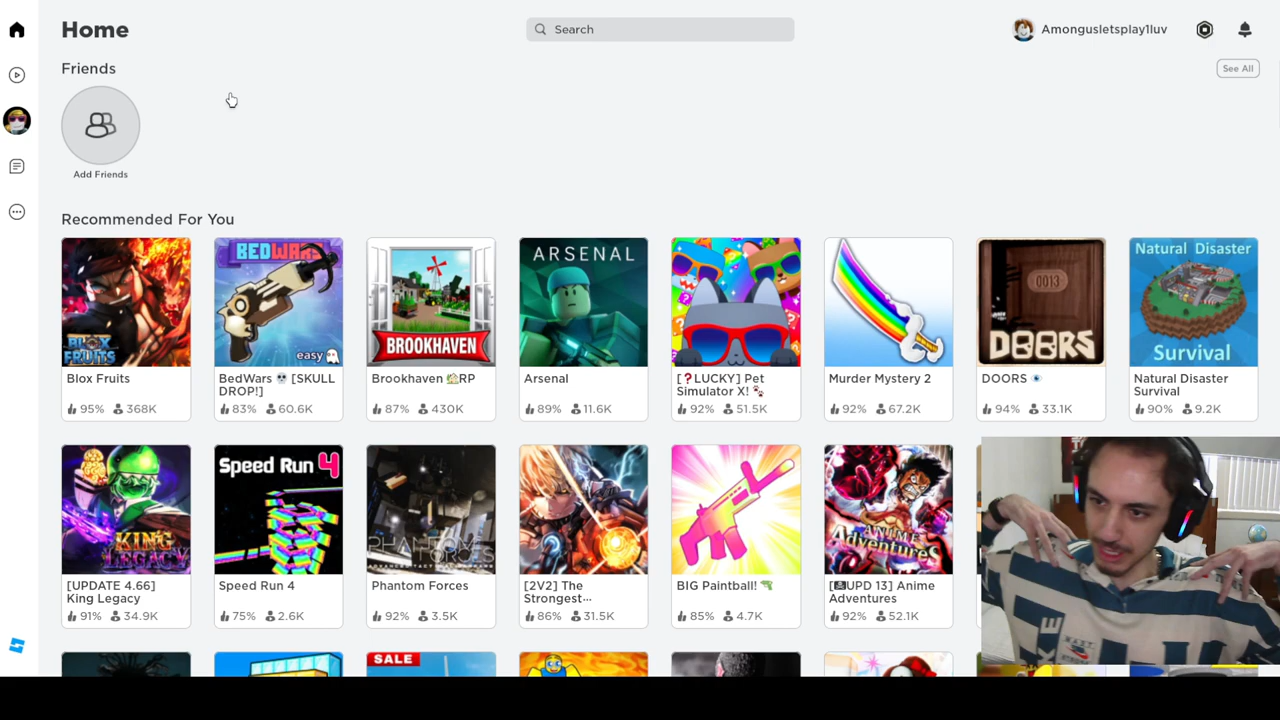 Home
Search
Amongusletsplay1luv
Friends
See All
Add Friends
Recommended For You
BLOX
FRUITS
BEDWARS
easy
BROOKHAVEN
ARSENAL
0013
DOORS
Natural Disaster
Survival
Blox Fruits
95% 368K
BedWars 💀 [SKULL
DROP!]
83% 60.6K
Brookhaven 🏡RP
87% 430K
Arsenal
89% 11.6K
[❓LUCKY] Pet
Simulator X! 🐾
92% 51.5K
Murder Mystery 2
92% 67.2K
DOORS 👁️
94% 33.1K
Natural Disaster
Survival
90% 9.2K
KING
LEGACY
Speed Run 4
PHANTOM FORCES
ANIME
Adventures
[UPDATE 4.66]
King Legacy
91% 34.9K
Speed Run 4
75% 2.6K
Phantom Forces
92% 3.5K
[2V2] The
Strongest...
86% 31.5K
BIG Paintball! 🔫
85% 4.7K
UPD 13] Anime
Adventures
92% 52.1K
SALE